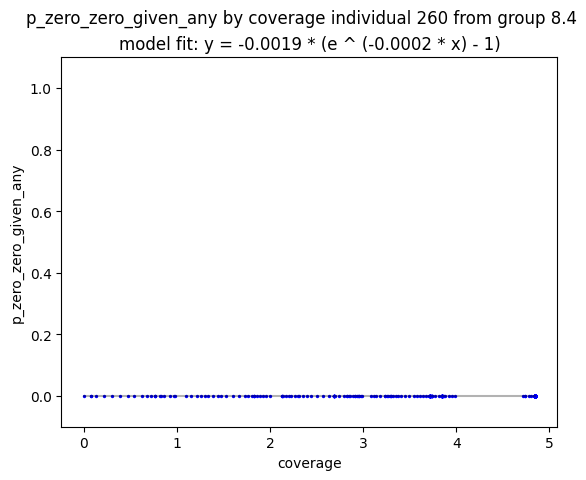 p_zero_zero_given_any by coverage individual 260 from group 8.4
model fit: y = -0.0019 * (e ^ (-0.0002 * x) - 1)
p_zero_zero_given_any
1.0
0.8
0.6
0.4
0.2
0.0
0 1 2 3 4 5
coverage